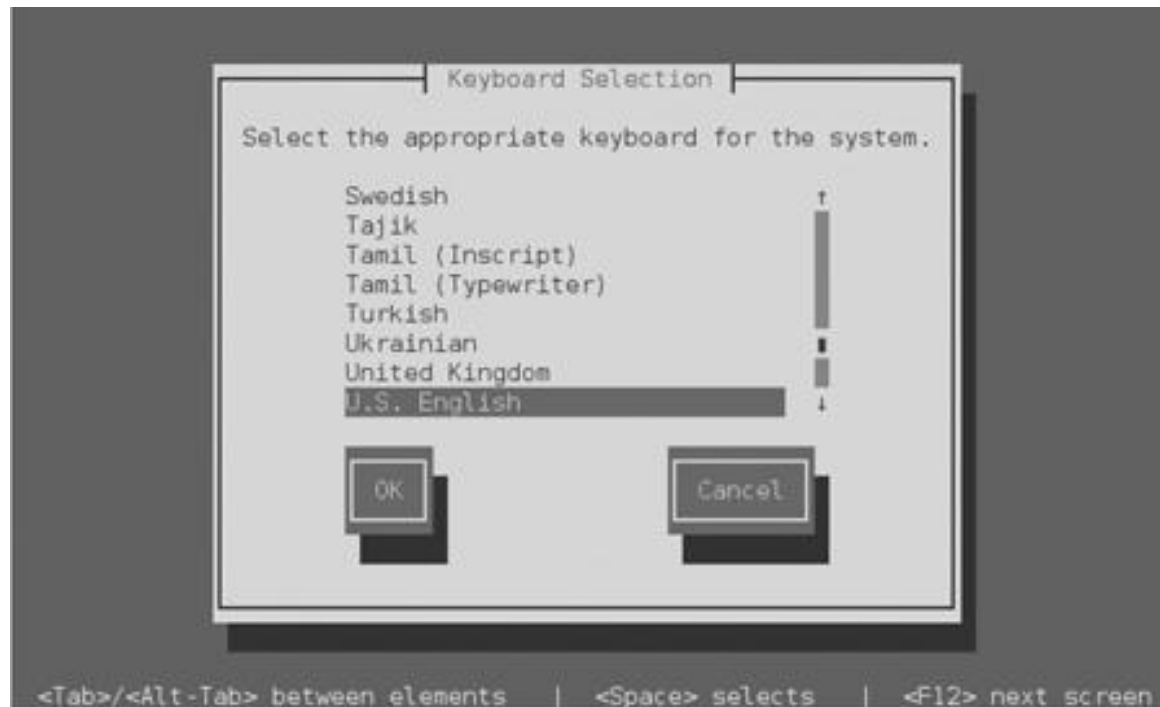 Keyboard Selection
Select the appropriate keyboard for the system.
Swedish
Tajik
Tamil (Inscript)
Tamil (Typewriter)
Turkish
Ukrainian
United Kingdom
U.S. English
OK Cancel
<Tab>/<Alt-Tab> between elements | <Space> selects | <F12> next screen